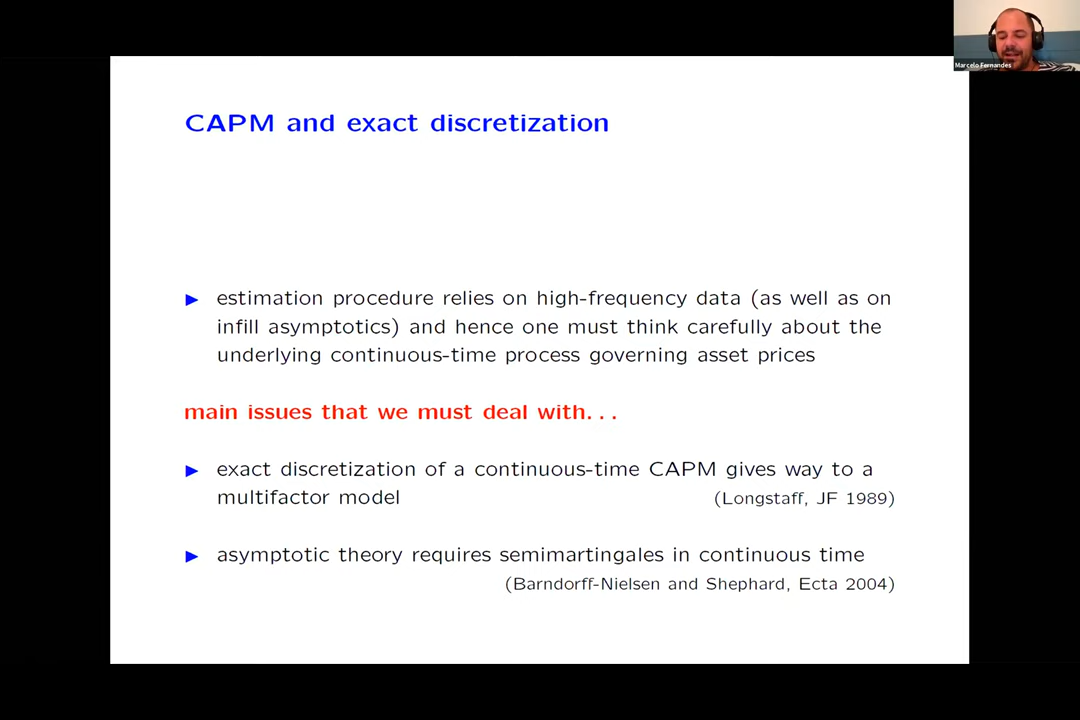 Marcelo Fernandes
CAPM and exact discretization
▶ estimation procedure relies on high-frequency data (as well as on
infill asymptotics) and hence one must think carefully about the
underlying continuous-time process governing asset prices
main issues that we must deal with. . .
▶ exact discretization of a continuous-time CAPM gives way to a
multifactor model (Longstaff, JF 1989)
▶ asymptotic theory requires semimartingales in continuous time
(Barndorff-Nielsen and Shephard, Ecta 2004)